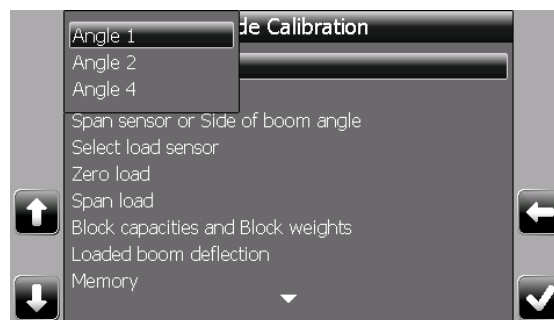 de Calibration
Angle 1
Angle 2
Angle 4
Span sensor or Side of boom angle
Select load sensor
Zero load
Span load
Block capacities and Block weights
Loaded boom deflection
Memory